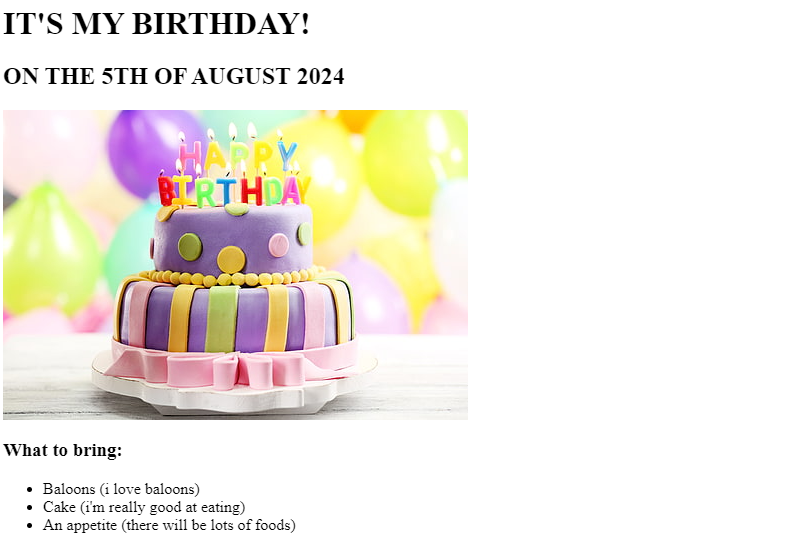 IT'S MY BIRTHDAY!
ON THE 5TH OF AUGUST 2024
HAPPY
BIRTHDAY
What to bring:
Baloons (i love baloons)
Cake (i'm really good at eating)
An appetite (there will be lots of foods)